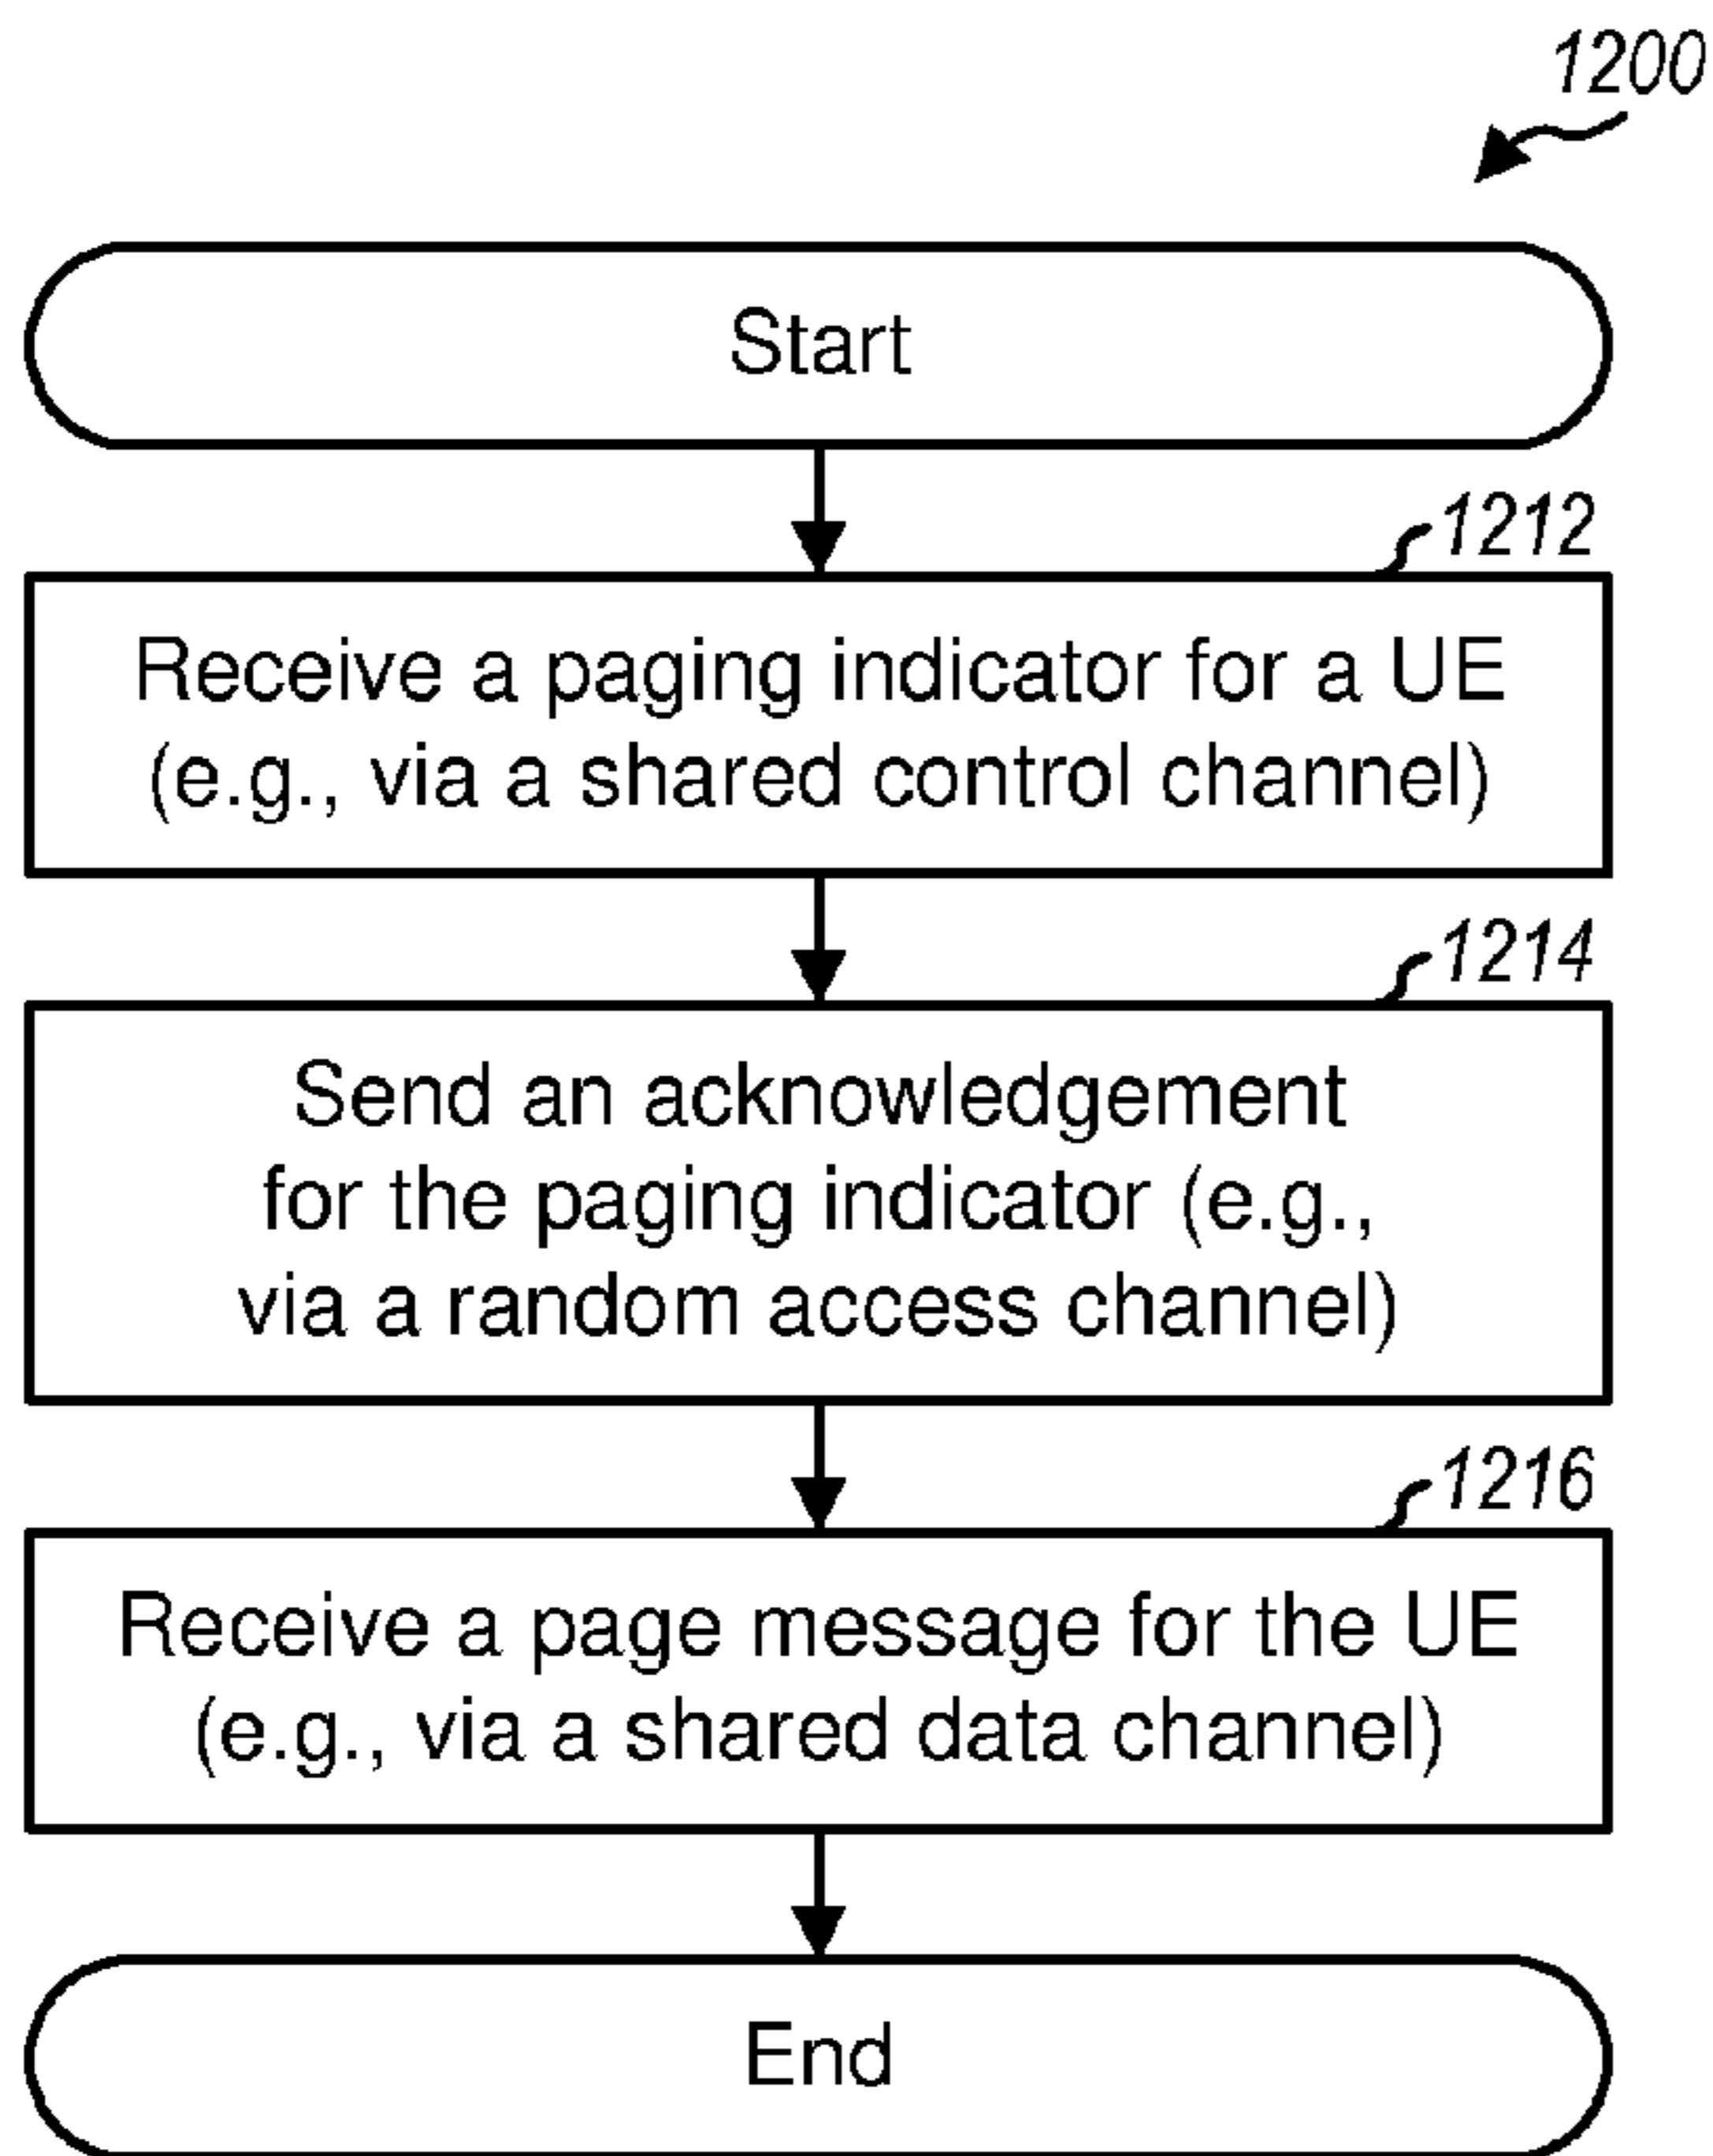 1200
Start
1212
Receive a paging indicator for a UE
(e.g., via a shared control channel)
1214
Send an acknowledgement
for the paging indicator (e.g.,
via a random access channel)
1216
Receive a page message for the UE
(e.g., via a shared data channel)
End